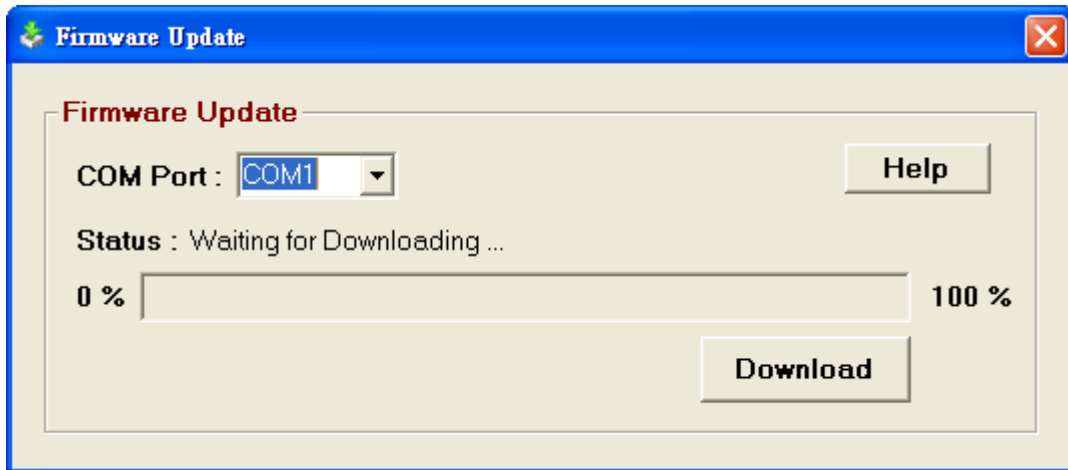 Firmware Update
Firmware Update
COM Port : COM1
Help
Status : Waiting for Downloading ...
0 % 100 %
Download